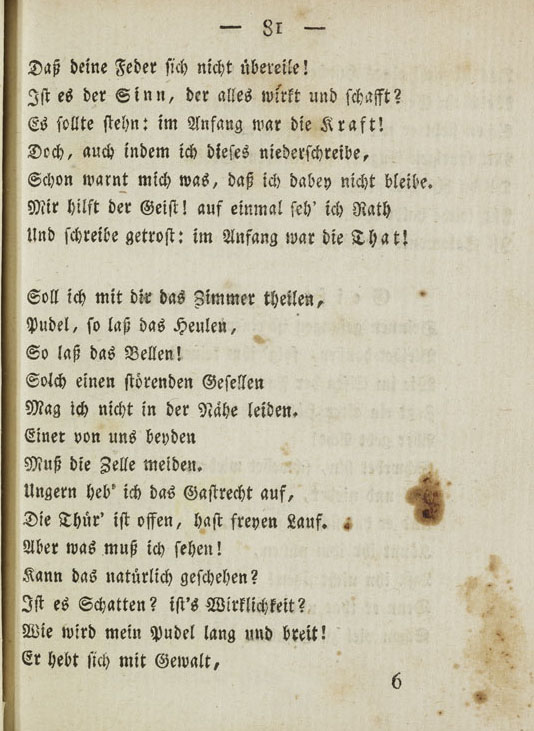 — 81 —
Daß deine Feder sich nicht übereile!
Ist es der Sinn, der alles wirkt und schafft?
Es sollte stehn: im Anfang war die Kraft!
Doch, auch indem ich dieses niederschreibe,
Schon warnt mich was, daß ich dabey nicht bleibe.
Mir hilft der Geist! auf einmal seh' ich Rath
Und schreibe getrost: im Anfang war die That!
Soll ich mit dir das Zimmer theilen,
Pudel, so laß das Heulen,
So laß das Bellen!
Solch einen störenden Gesellen
Mag ich nicht in der Nähe leiden.
Einer von uns beyden
Muß die Zelle meiden.
Ungern heb' ich das Gastrecht auf,
Die Thür' ist offen, hast freyen Lauf.
Aber was muß ich sehen!
Kann das natürlich geschehen?
Ist es Schatten? ist's Wirklichkeit?
Wie wird mein Pudel lang und breit!
Er hebt sich mit Gewalt,
6